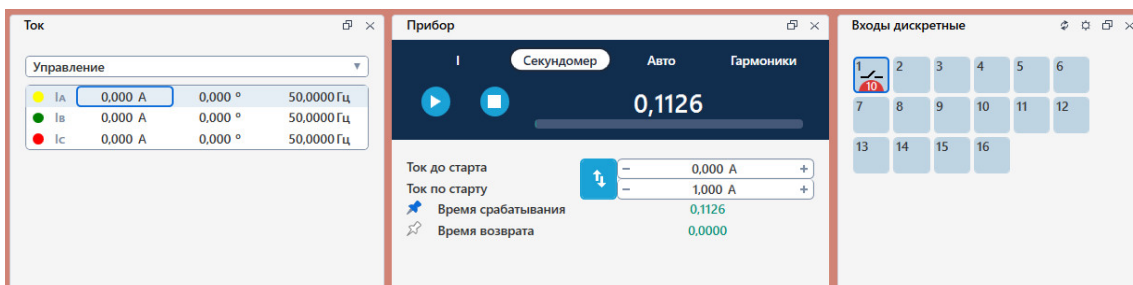 Ток
Управление
IA 0,000 A 0,000 ° 50,0000 Гц
IB 0,000 A 0,000 ° 50,0000 Гц
IC 0,000 A 0,000 ° 50,0000 Гц
Прибор
I Секундомер Авто Гармоники
0,1126
Ток до старта − 0,000 A +
Ток по старту − 1,000 A +
Время срабатывания 0,1126
Время возврата 0,0000
Входы дискретные
1 2 3 4 5 6
10
7 8 9 10 11 12
13 14 15 16